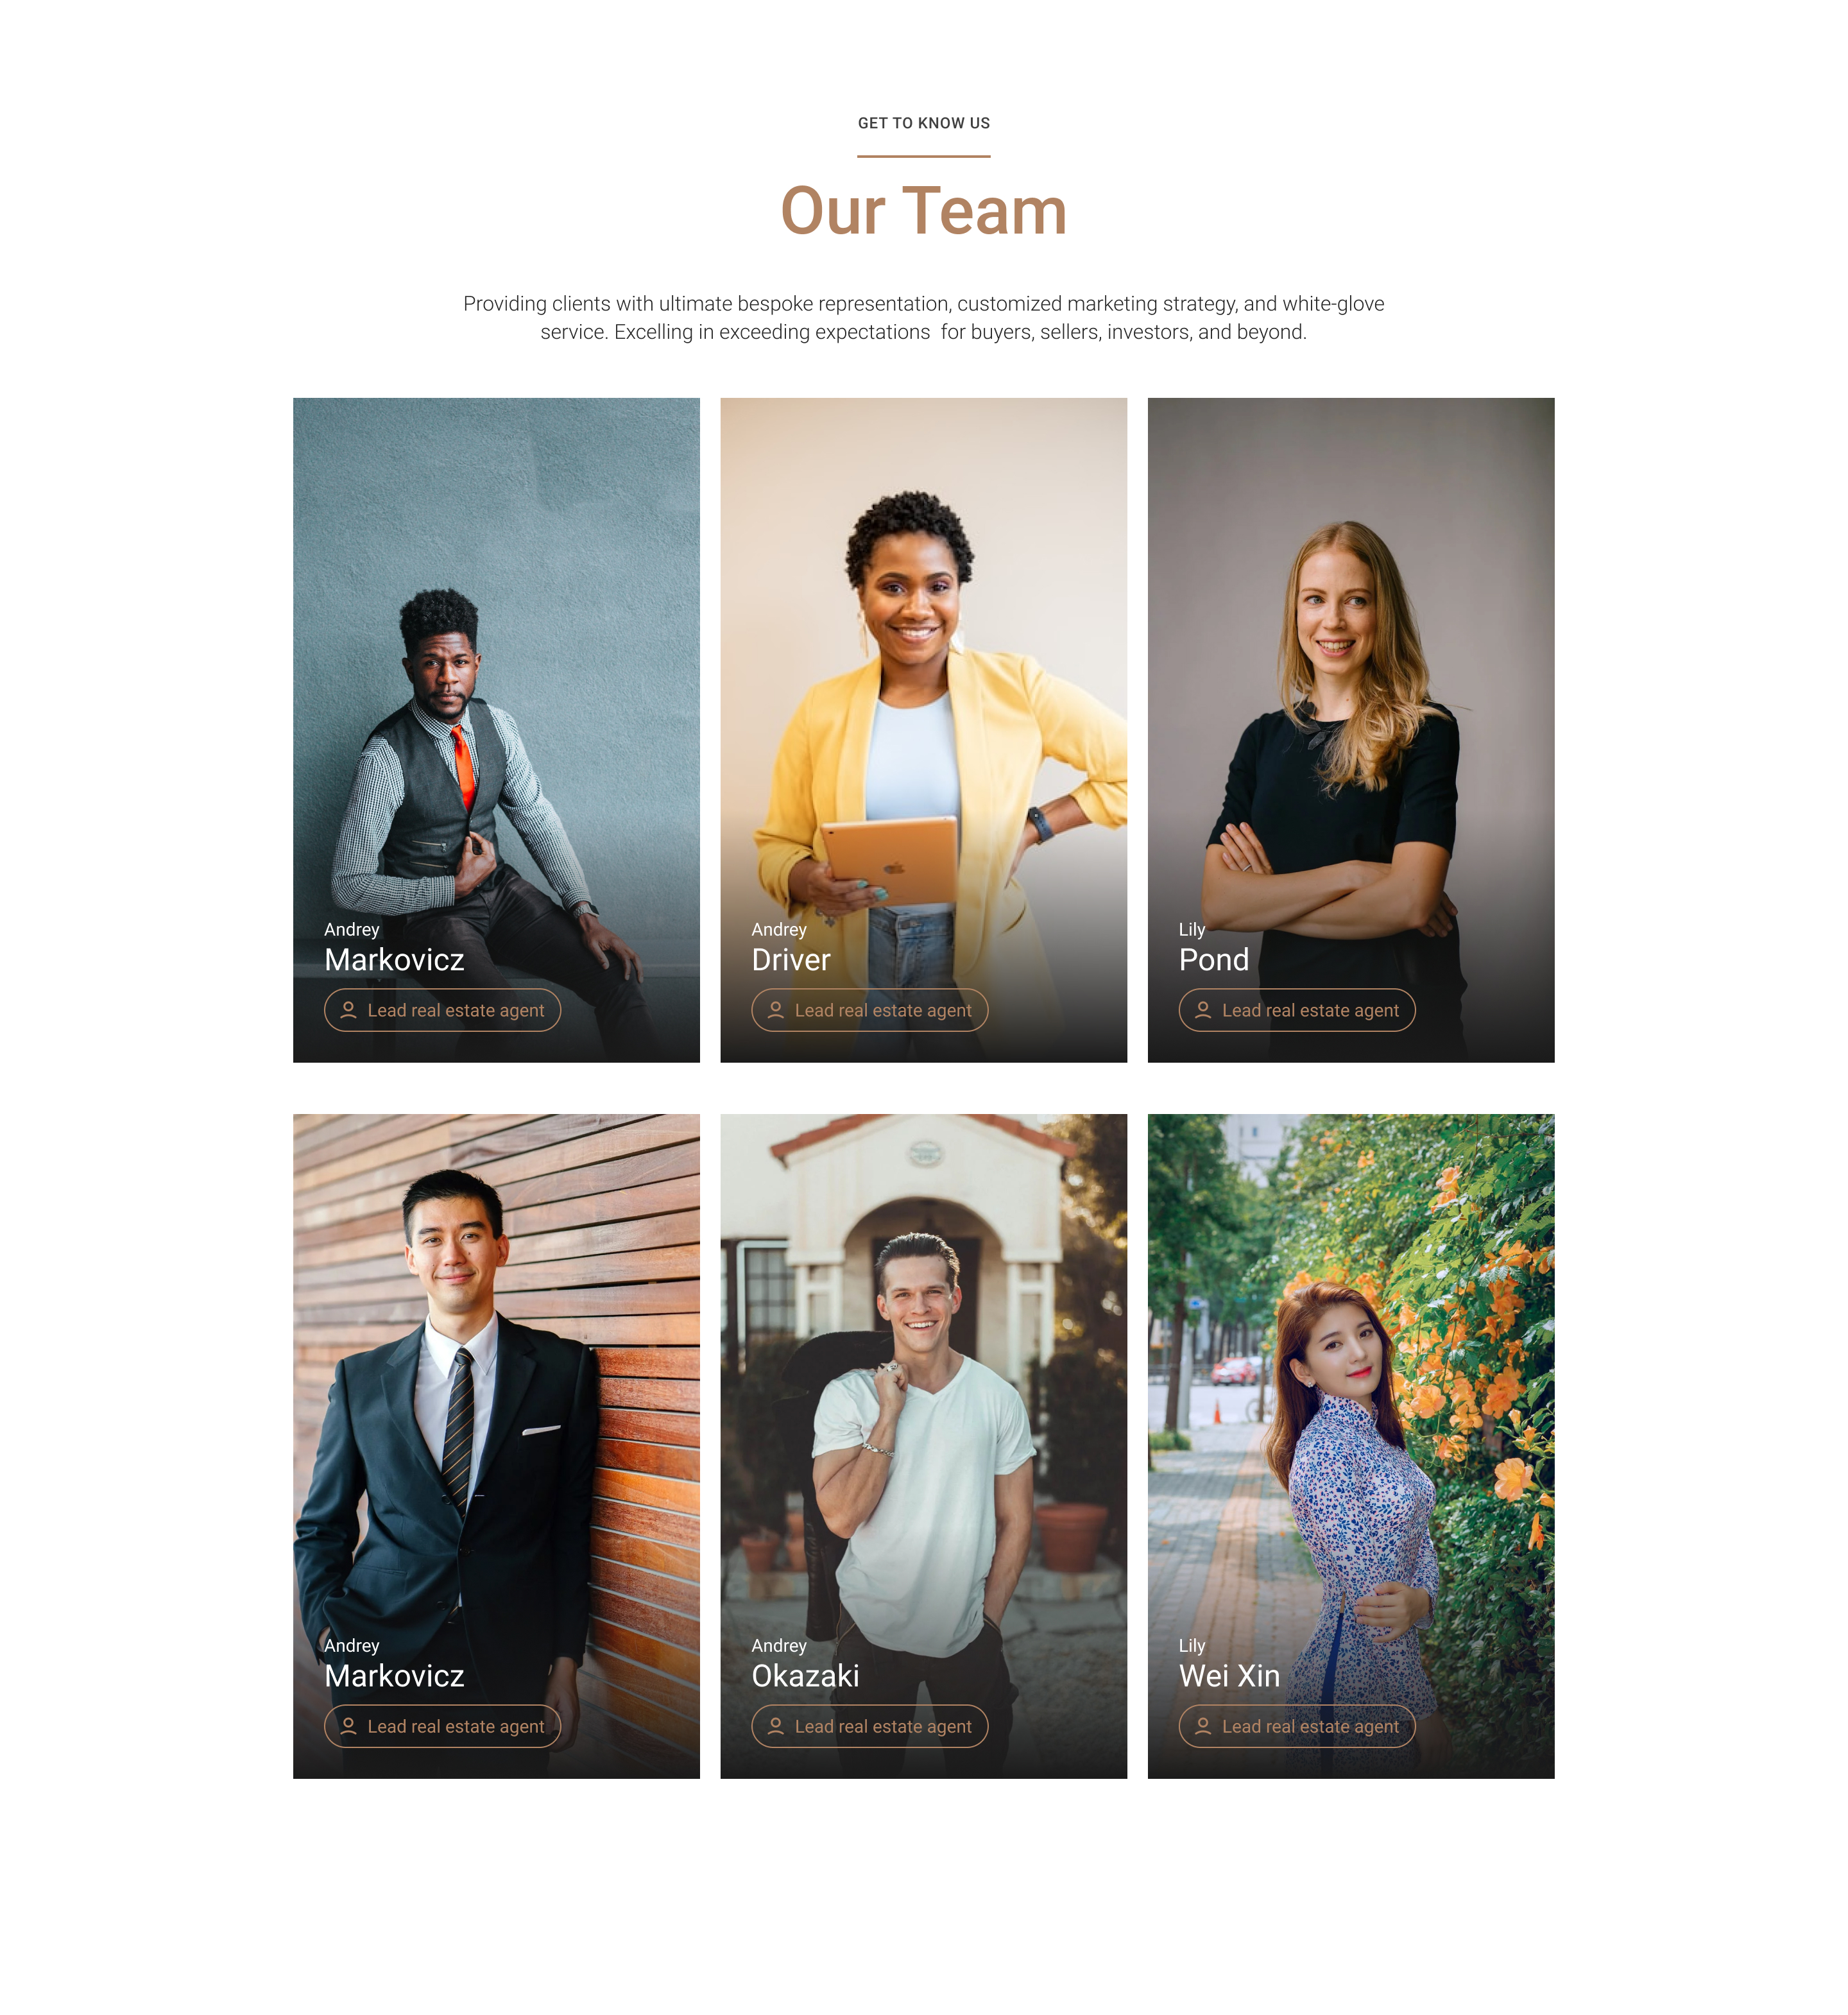 GET TO KNOW US
Our Team
Providing clients with ultimate bespoke representation, customized marketing strategy, and white-glove
service. Excelling in exceeding expectations  for buyers, sellers, investors, and beyond.
Andrey
Markovicz
Lead real estate agent
Andrey
Driver
Lead real estate agent
Lily
Pond
Lead real estate agent
Andrey
Markovicz
Lead real estate agent
Andrey
Okazaki
Lead real estate agent
Lily
Wei Xin
Lead real estate agent